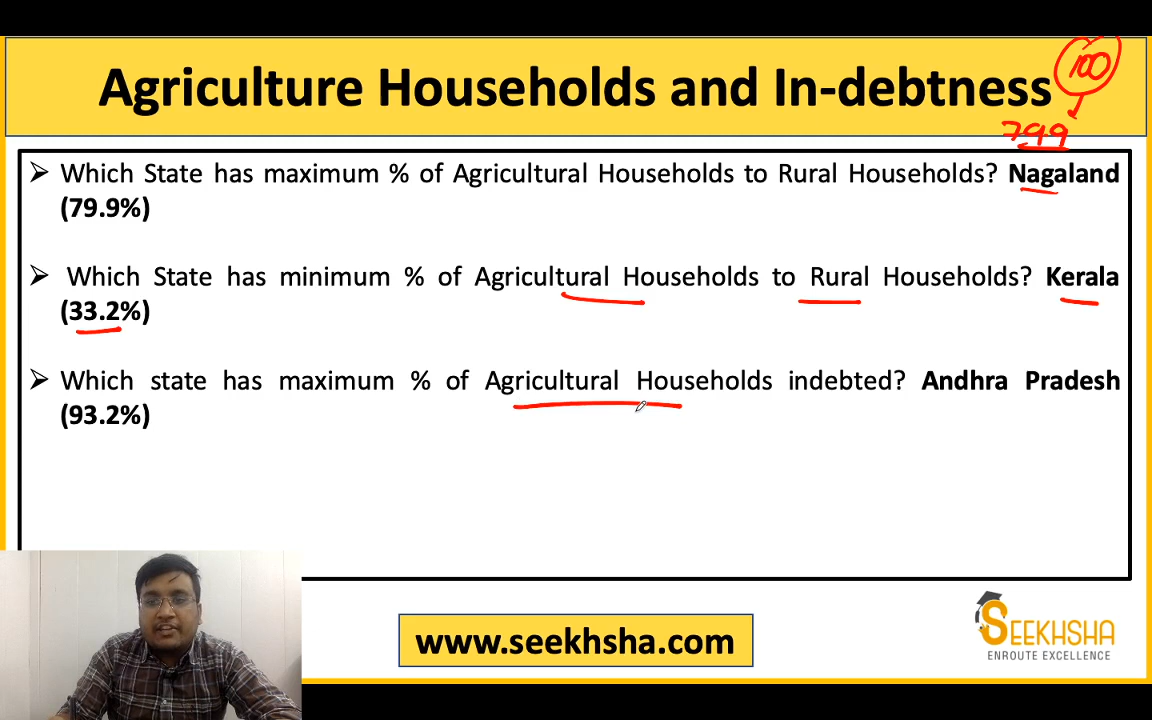 Agriculture Households and In-debtness
100
799
➢ Which State has maximum % of Agricultural Households to Rural Households? Nagaland
(79.9%)
➢ Which State has minimum % of Agricultural Households to Rural Households? Kerala
(33.2%)
➢ Which state has maximum % of Agricultural Households indebted? Andhra Pradesh
(93.2%)
www.seekhsha.com
SEEKHSHA
ENROUTE EXCELLENCE